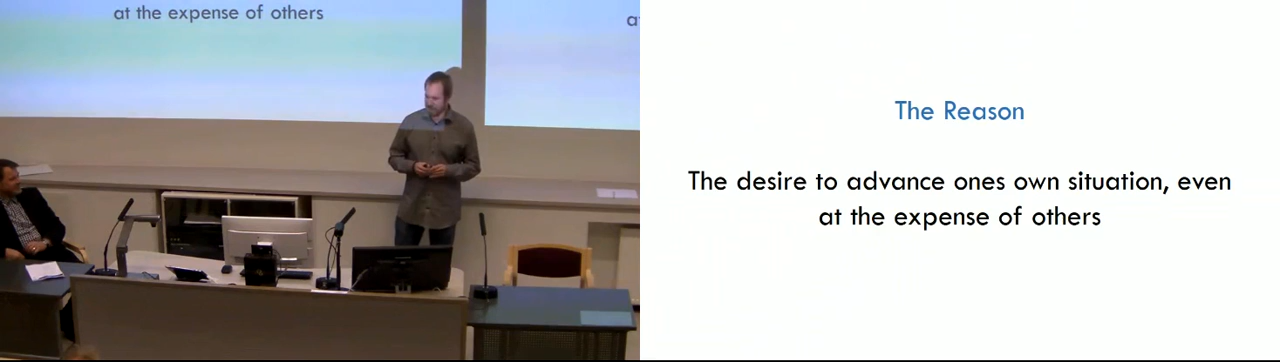 at the expense of others
The Reason
The desire to advance ones own situation, even
at the expense of others